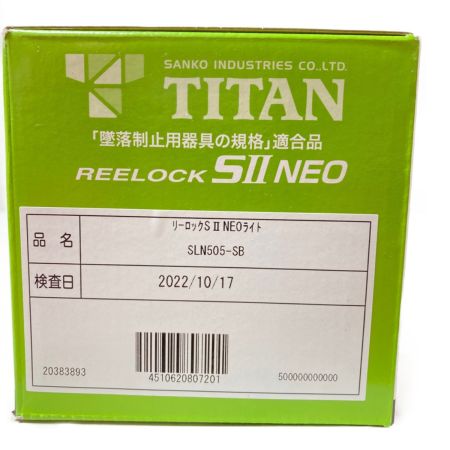 SANKO INDUSTRIES CO.,LTD.
TITAN
「墜落制止用器具の規格」適合品
REELOCK SII NEO
品名 リーロックSⅡNEOライト
SLN505-SB
検査日 2022/10/17
20383893
4510620807201
500000000000